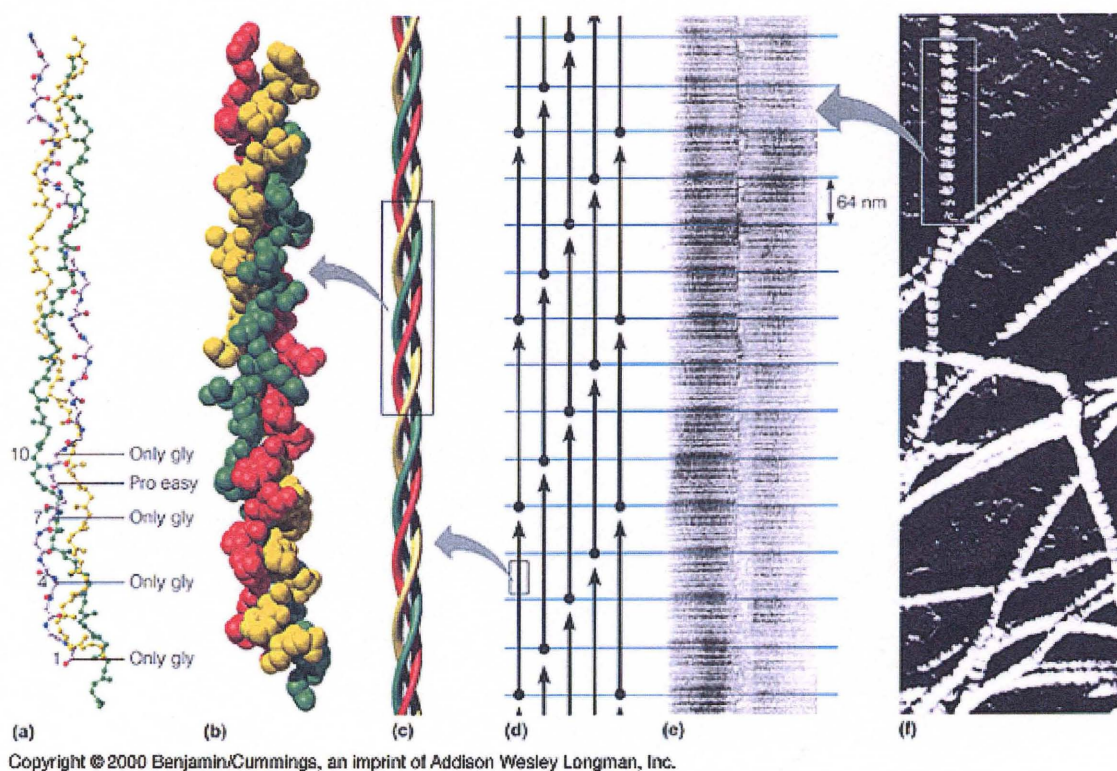 64 nm
10
Only gly
Pro easy
7
Only gly
4
Only gly
1
Only gly
(a)
(b)
(c)
(d)
(e)
(f)
Copyright © 2000 Benjamin/Cummings, an imprint of Addison Wesley Longman, Inc.